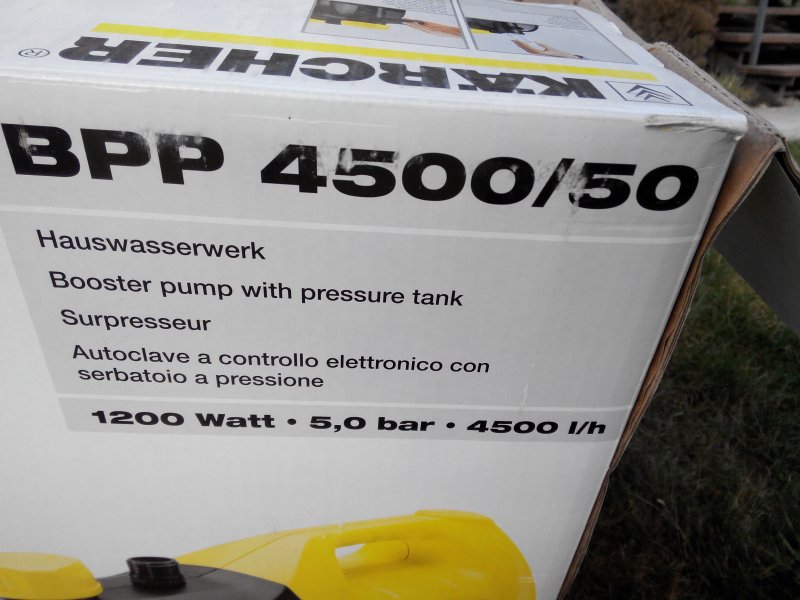 KÄRCHER ®
BPP 4500/50
Hauswasserwerk
Booster pump with pressure tank
Surpresseur
Autoclave a controllo elettronico con
serbatoio a pressione
1200 Watt • 5,0 bar • 4500 l/h